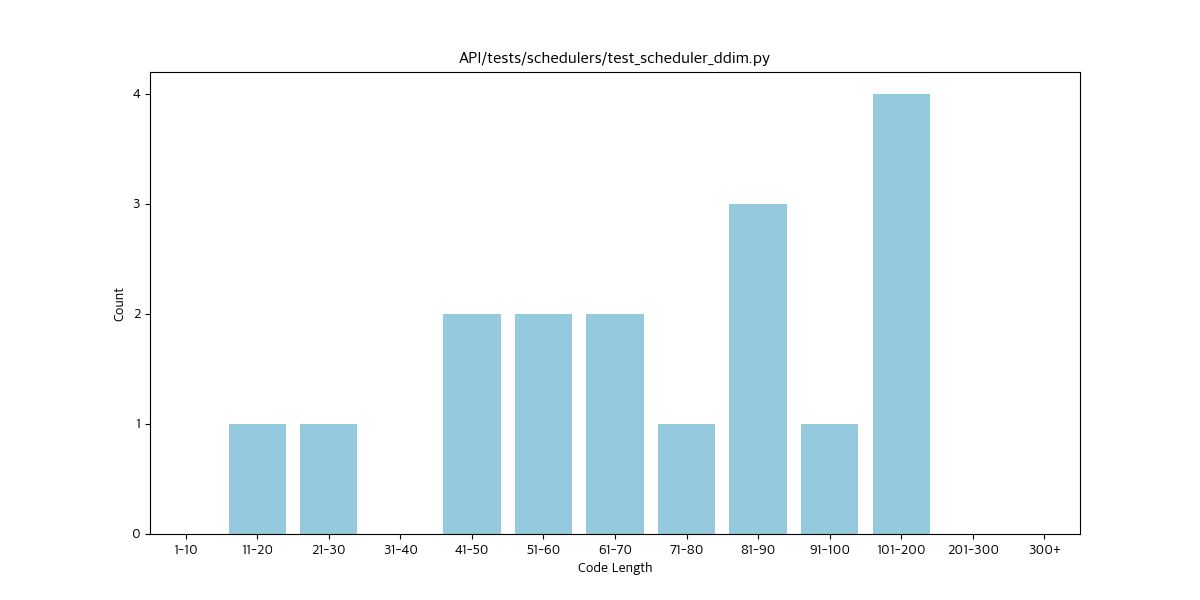 API/tests/schedulers/test_scheduler_ddim.py
4
3
2
1
0
Count
1-10 11-20 21-30 31-40 41-50 51-60 61-70 71-80 81-90 91-100 101-200 201-300 300+
Code Length